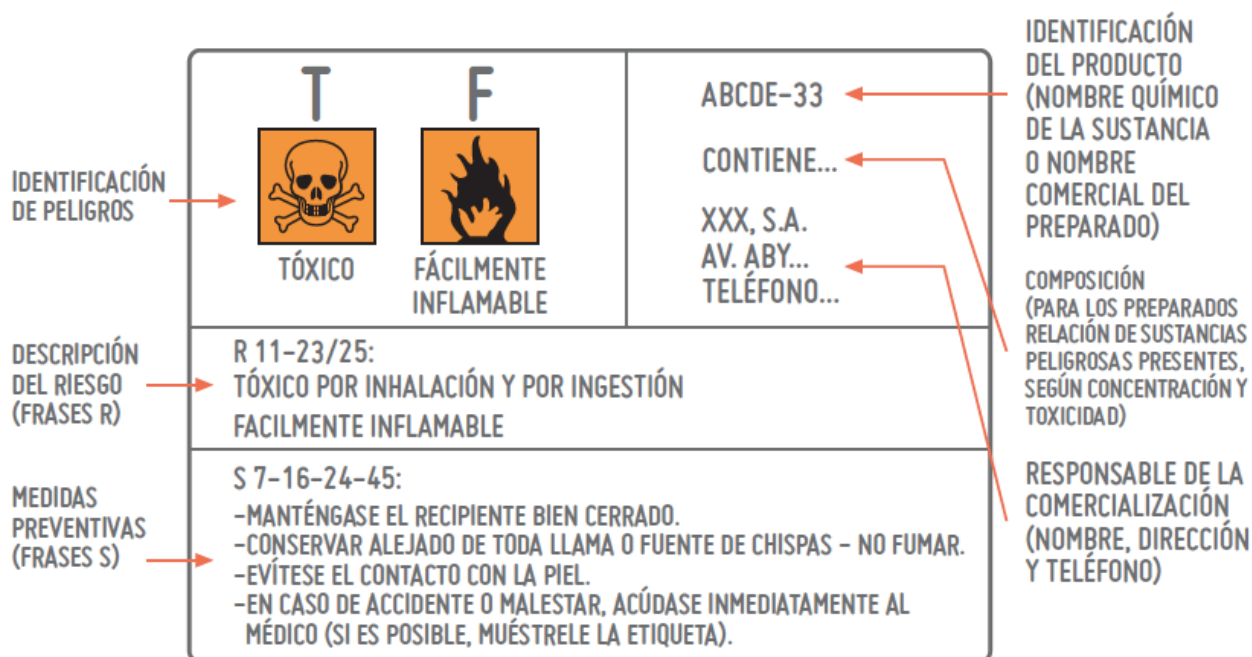 IDENTIFICACIÓN
DE PELIGROS
DESCRIPCIÓN
DEL RIESGO
(FRASES R)
MEDIDAS
PREVENTIVAS
(FRASES S)
T
F
TÓXICO
FÁCILMENTE
INFLAMABLE
ABCDE-33
CONTIENE...
XXX, S.A.
AV. ABY...
TELÉFONO...
R 11-23/25:
TÓXICO POR INHALACIÓN Y POR INGESTIÓN
FACILMENTE INFLAMABLE
S 7-16-24-45:
-MANTÉNGASE EL RECIPIENTE BIEN CERRADO.
-CONSERVAR ALEJADO DE TODA LLAMA O FUENTE DE CHISPAS - NO FUMAR.
-EVÍTESE EL CONTACTO CON LA PIEL.
-EN CASO DE ACCIDENTE O MALESTAR, ACÚDASE INMEDIATAMENTE AL
MÉDICO (SI ES POSIBLE, MUÉSTRELE LA ETIQUETA).
IDENTIFICACIÓN
DEL PRODUCTO
(NOMBRE QUÍMICO
DE LA SUSTANCIA
O NOMBRE
COMERCIAL DEL
PREPARADO)
COMPOSICIÓN
(PARA LOS PREPARADOS
RELACIÓN DE SUSTANCIAS
PELIGROSAS PRESENTES,
SEGÚN CONCENTRACIÓN Y
TOXICIDAD)
RESPONSABLE DE LA
COMERCIALIZACIÓN
(NOMBRE, DIRECCIÓN
Y TELÉFONO)